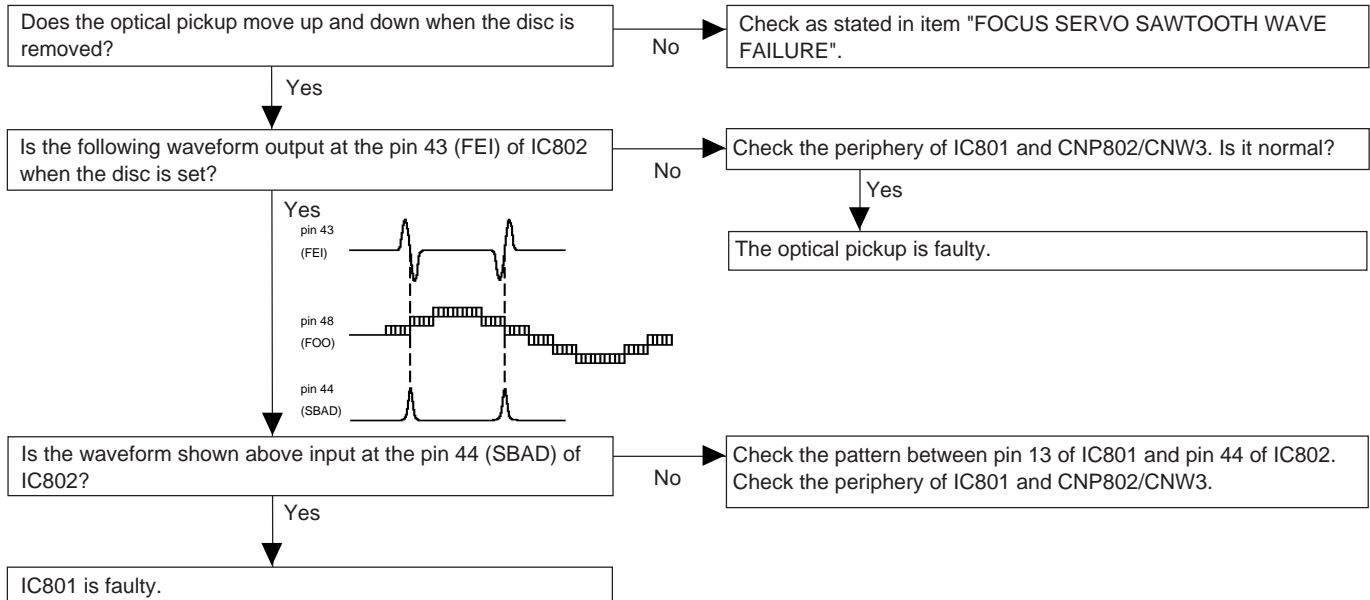 Does the optical pickup move up and down when the disc is
removed?
No
Check as stated in item "FOCUS SERVO SAWTOOTH WAVE
FAILURE".
Yes
Is the following waveform output at the pin 43 (FEI) of IC802
when the disc is set?
No
Check the periphery of IC801 and CNP802/CNW3. Is it normal?
Yes
The optical pickup is faulty.
Yes
pin 43
(FEI)
pin 48
(FOO)
pin 44
(SBAD)
Is the waveform shown above input at the pin 44 (SBAD) of
IC802?
No
Check the pattern between pin 13 of IC801 and pin 44 of IC802.
Check the periphery of IC801 and CNP802/CNW3.
Yes
IC801 is faulty.